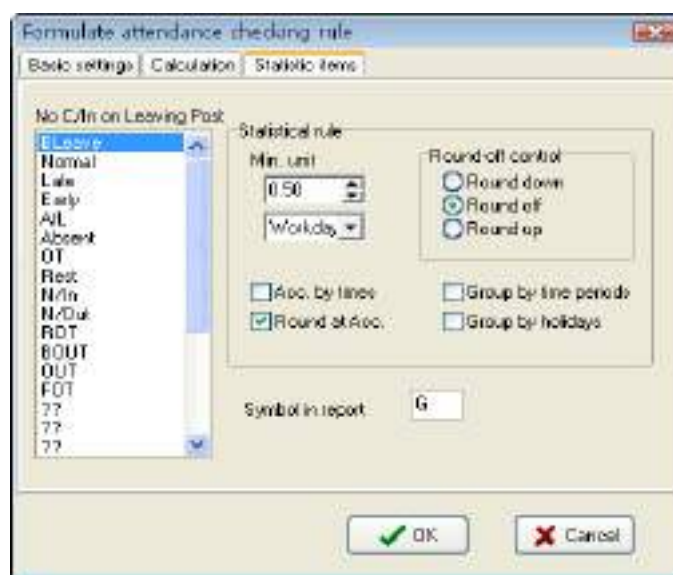 Formulate attendance checking rule
Basic settings Calculation Statistic items
No C/In on Leaving Post
BLeave
Normal
Late
Early
A/L
Absent
OT
Rest
N/In
N/Out
ROT
BOUT
OUT
FOT
??
??
??
Statistical rule
Min. unit
0.50
Workday
Round-off control
Round down
Round off
Round up
Acc. by times
Group by time periods
Round at Acc.
Group by holidays
Symbol in report G
OK Cancel